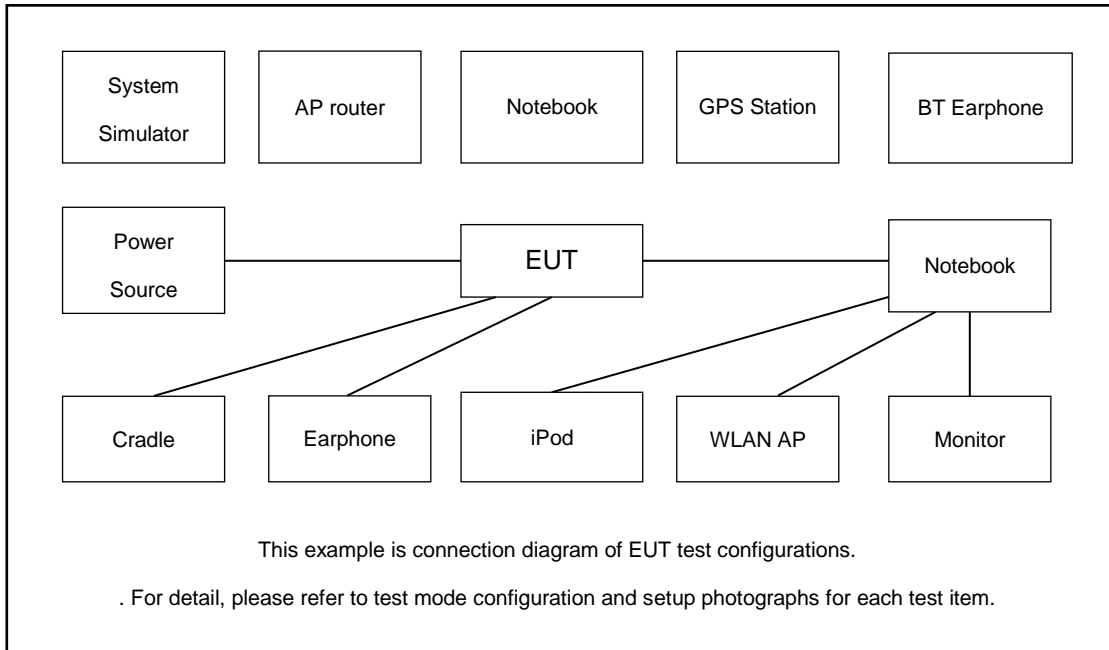 System
Simulator
AP router
Notebook
GPS Station
BT Earphone
Power
Source
EUT
Notebook
Cradle
Earphone
iPod
WLAN AP
Monitor
This example is connection diagram of EUT test configurations.
. For detail, please refer to test mode configuration and setup photographs for each test item.